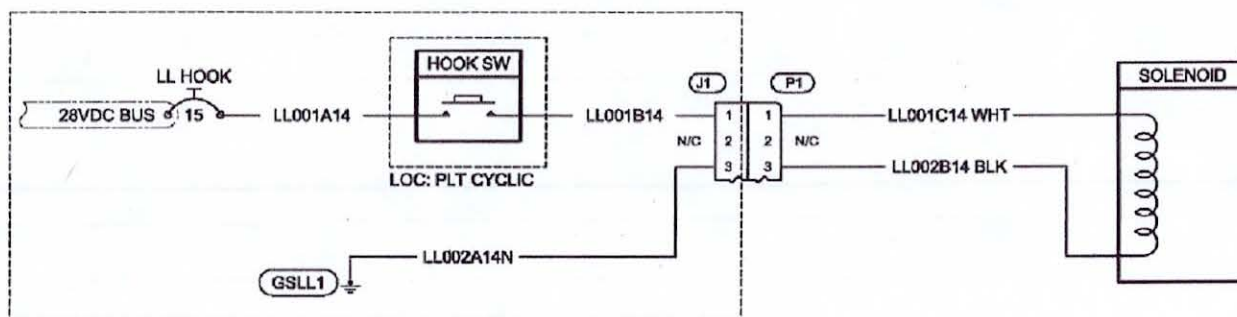 LL HOOK
28VDC BUS
15
LL001A14
HOOK SW
LOC: PLT CYCLIC
LL001B14
J1
P1
1
1
N/C
2
2
N/C
3
3
LL001C14 WHT
LL002B14 BLK
SOLENOID
LL002A14N
GSLL1